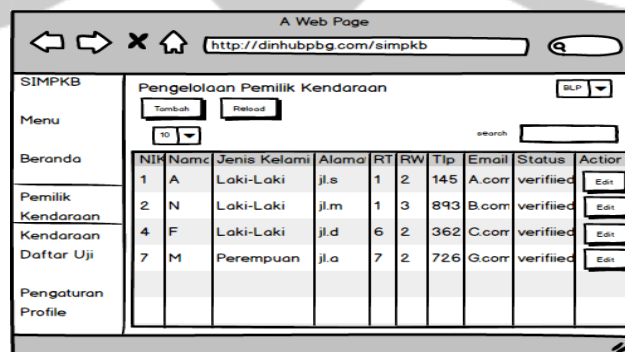 A Web Page
http://dinhubpbg.com/simpkb
SIMPKB
Menu
Beranda
Pemilik
Kendaraan
Kendaraan
Daftar Uji
Pengaturan
Profile
Pengelolaan Pemilik Kendaraan
BLP
Tambah Reload
10 search
NIK Nama Jenis Kelami Alama RT RW Tlp Email Status Action
1 A Laki-Laki jl.s 1 2 145 A.com verifiied Edit
2 N Laki-Laki jl.m 1 3 893 B.com verifiied Edit
4 F Laki-Laki jl.d 6 2 362 C.com verifiied Edit
7 M Perempuan jl.a 7 2 726 G.com verifiied Edit